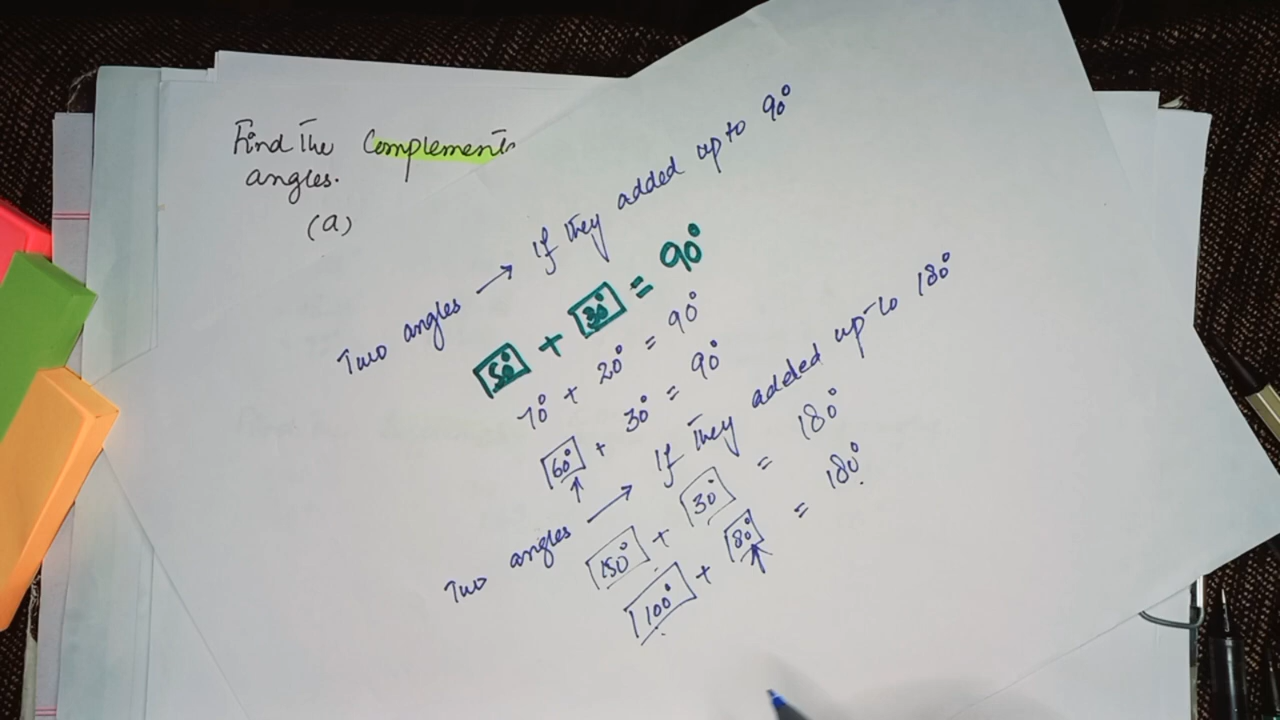 Find The Complement
angles.
(a)
Two angles → If they added up to 90°
50° + 30° = 90°
70° + 20° = 90°
60° + 30° = 90°
Two angles → If they added up to 180°
150° + 30° = 180°
100° + 80° = 180°